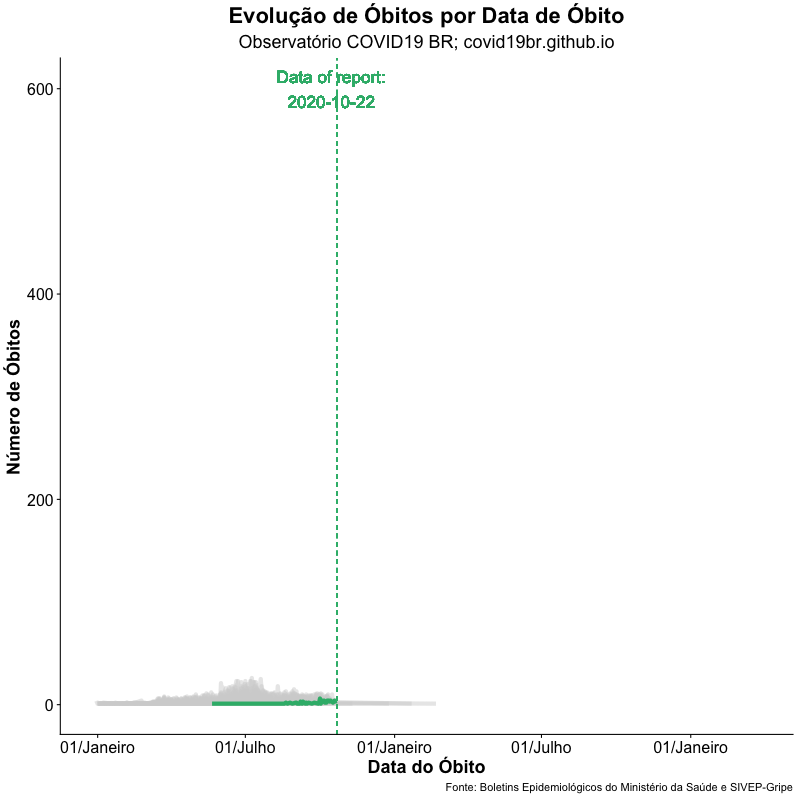 Evolução de Óbitos por Data de Óbito
Observatório COVID19 BR; covid19br.github.io
Data of report:
2020-10-22
600
400
200
0
Número de Óbitos
01/Janeiro 01/Julho 01/Janeiro 01/Julho 01/Janeiro
Data do Óbito
Fonte: Boletins Epidemiológicos do Ministério da Saúde e SIVEP-Gripe